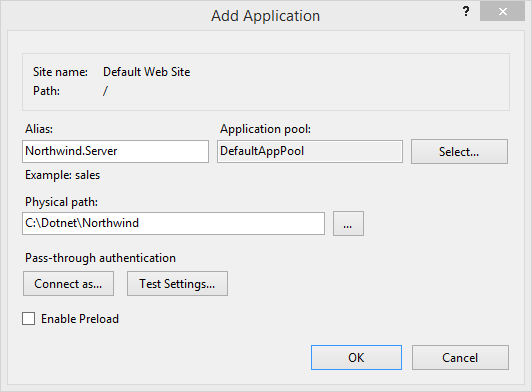 Add Application
?
Site name: Default Web Site
Path: /
Alias: Application pool:
Northwind.Server DefaultAppPool Select...
Example: sales
Physical path:
C:\Dotnet\Northwind ...
Pass-through authentication
Connect as... Test Settings...
Enable Preload
OK Cancel